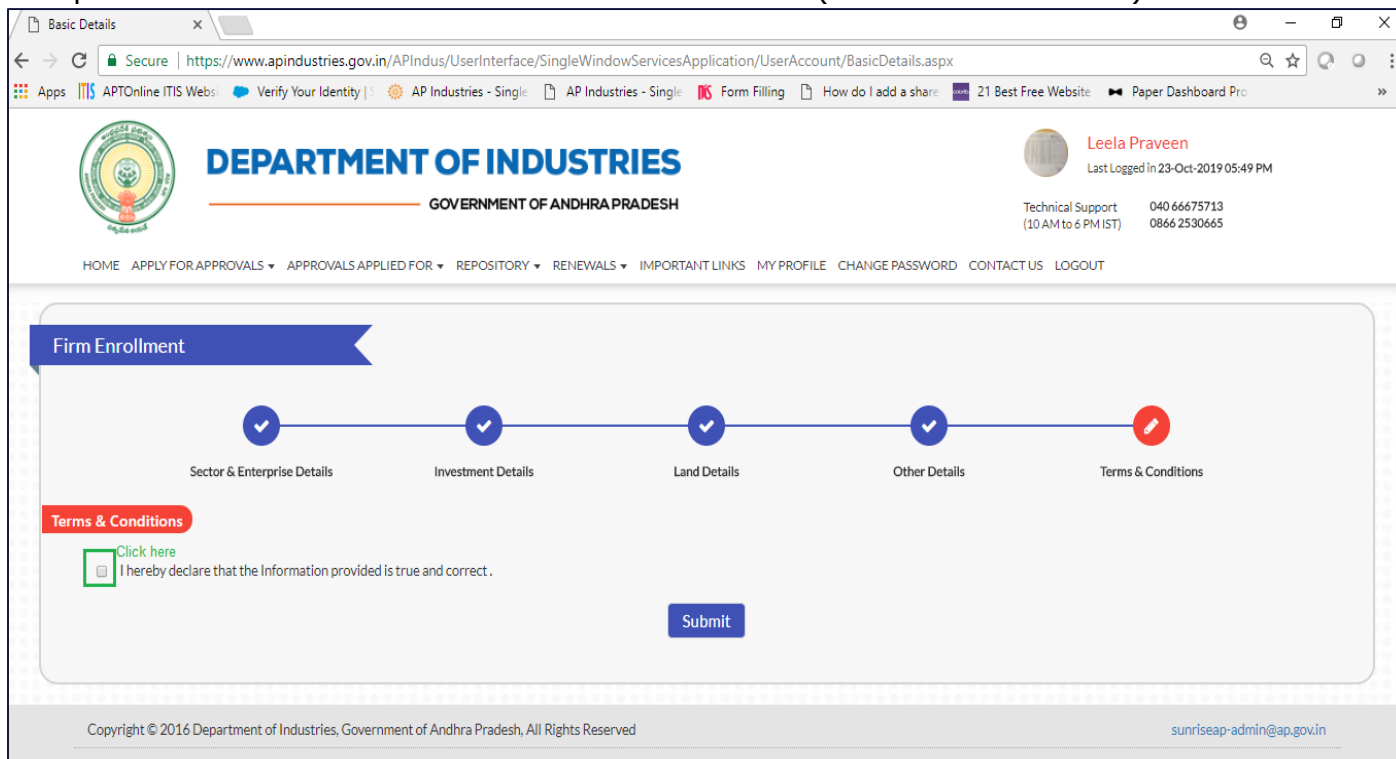 Basic Details
Secure | https://www.apindustries.gov.in/APIndus/UserInterface/SingleWindowServicesApplication/UserAccount/BasicDetails.aspx
Apps APTOnline ITIS Websi Verify Your Identity | S AP Industries - Single AP Industries - Single Form Filling How do I add a share 21 Best Free Website Paper Dashboard Pro »
DEPARTMENT OF INDUSTRIES
GOVERNMENT OF ANDHRA PRADESH
Leela Praveen
Last Logged in 23-Oct-2019 05:49 PM
Technical Support 040 66675713
(10 AM to 6 PM IST) 0866 2530665
HOME APPLY FOR APPROVALS APPROVALS APPLIED FOR REPOSITORY RENEWALS IMPORTANT LINKS MY PROFILE CHANGE PASSWORD CONTACT US LOGOUT
Firm Enrollment
Sector & Enterprise Details Investment Details Land Details Other Details Terms & Conditions
Terms & Conditions
Click here
I hereby declare that the Information provided is true and correct .
Submit
Copyright © 2016 Department of Industries, Government of Andhra Pradesh, All Rights Reserved sunriseap-admin@ap.gov.in